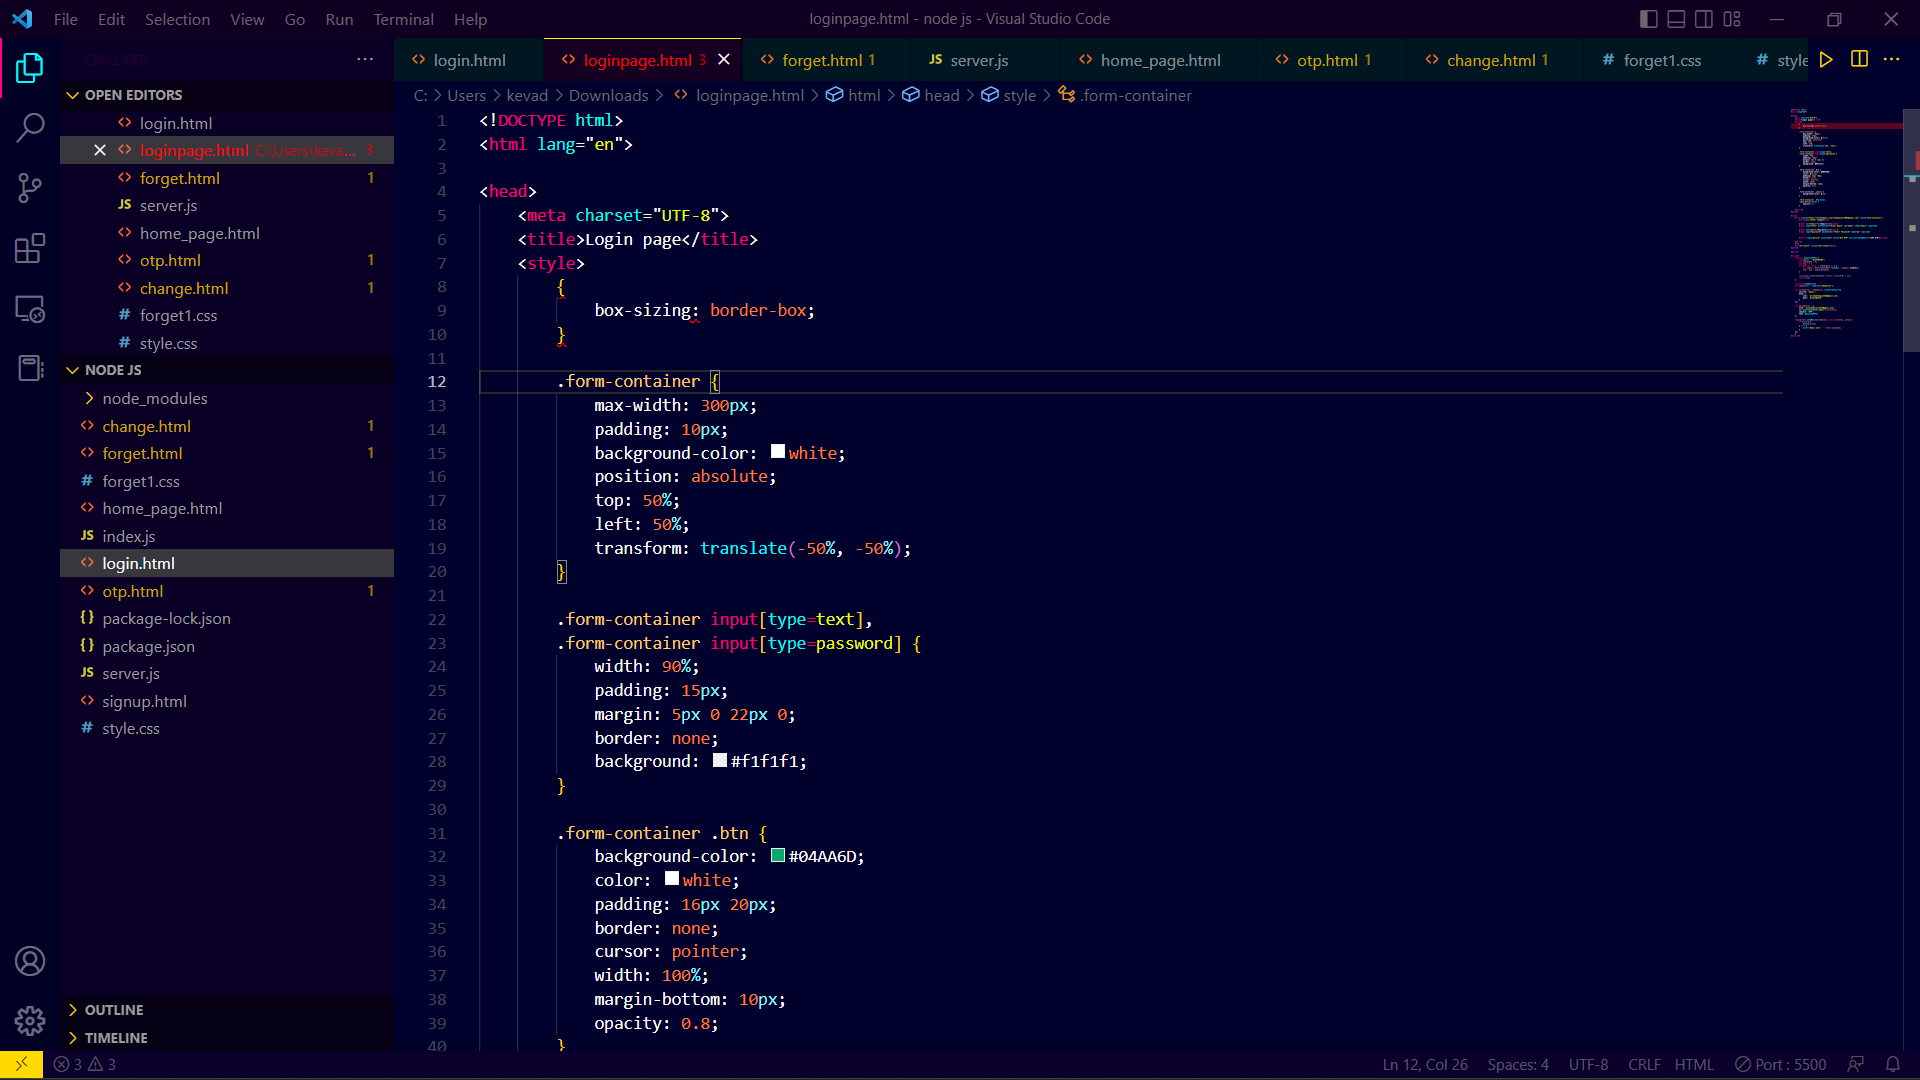 File Edit Selection View Go Run Terminal Help loginpage.html - node js - Visual Studio Code
EXPLORER
login.html loginpage.html 3 forget.html 1 JS server.js home_page.html otp.html 1 change.html 1 # forget1.css # style
C: > Users > kevad > Downloads > loginpage.html > html > head > style > .form-container
OPEN EDITORS
login.html
loginpage.html C:\Users\keva... 3
forget.html 1
JS server.js
home_page.html
otp.html 1
change.html 1
# forget1.css
# style.css
NODE JS
node_modules
change.html 1
forget.html 1
# forget1.css
home_page.html
JS index.js
login.html
otp.html 1
{} package-lock.json
{} package.json
JS server.js
signup.html
# style.css
OUTLINE
TIMELINE
1 <!DOCTYPE html>
2 <html lang="en">
3
4 <head>
5 <meta charset="UTF-8">
6 <title>Login page</title>
7 <style>
8 {
9 box-sizing: border-box;
10 }
11
12 .form-container {
13 max-width: 300px;
14 padding: 10px;
15 background-color: white;
16 position: absolute;
17 top: 50%;
18 left: 50%;
19 transform: translate(-50%, -50%);
20 }
21
22 .form-container input[type=text],
23 .form-container input[type=password] {
24 width: 90%;
25 padding: 15px;
26 margin: 5px 0 22px 0;
27 border: none;
28 background: #f1f1f1;
29 }
30
31 .form-container .btn {
32 background-color: #04AA6D;
33 color: white;
34 padding: 16px 20px;
35 border: none;
36 cursor: pointer;
37 width: 100%;
38 margin-bottom: 10px;
39 opacity: 0.8;
40 }
3 3 Ln 12, Col 26 Spaces: 4 UTF-8 CRLF HTML Port : 5500